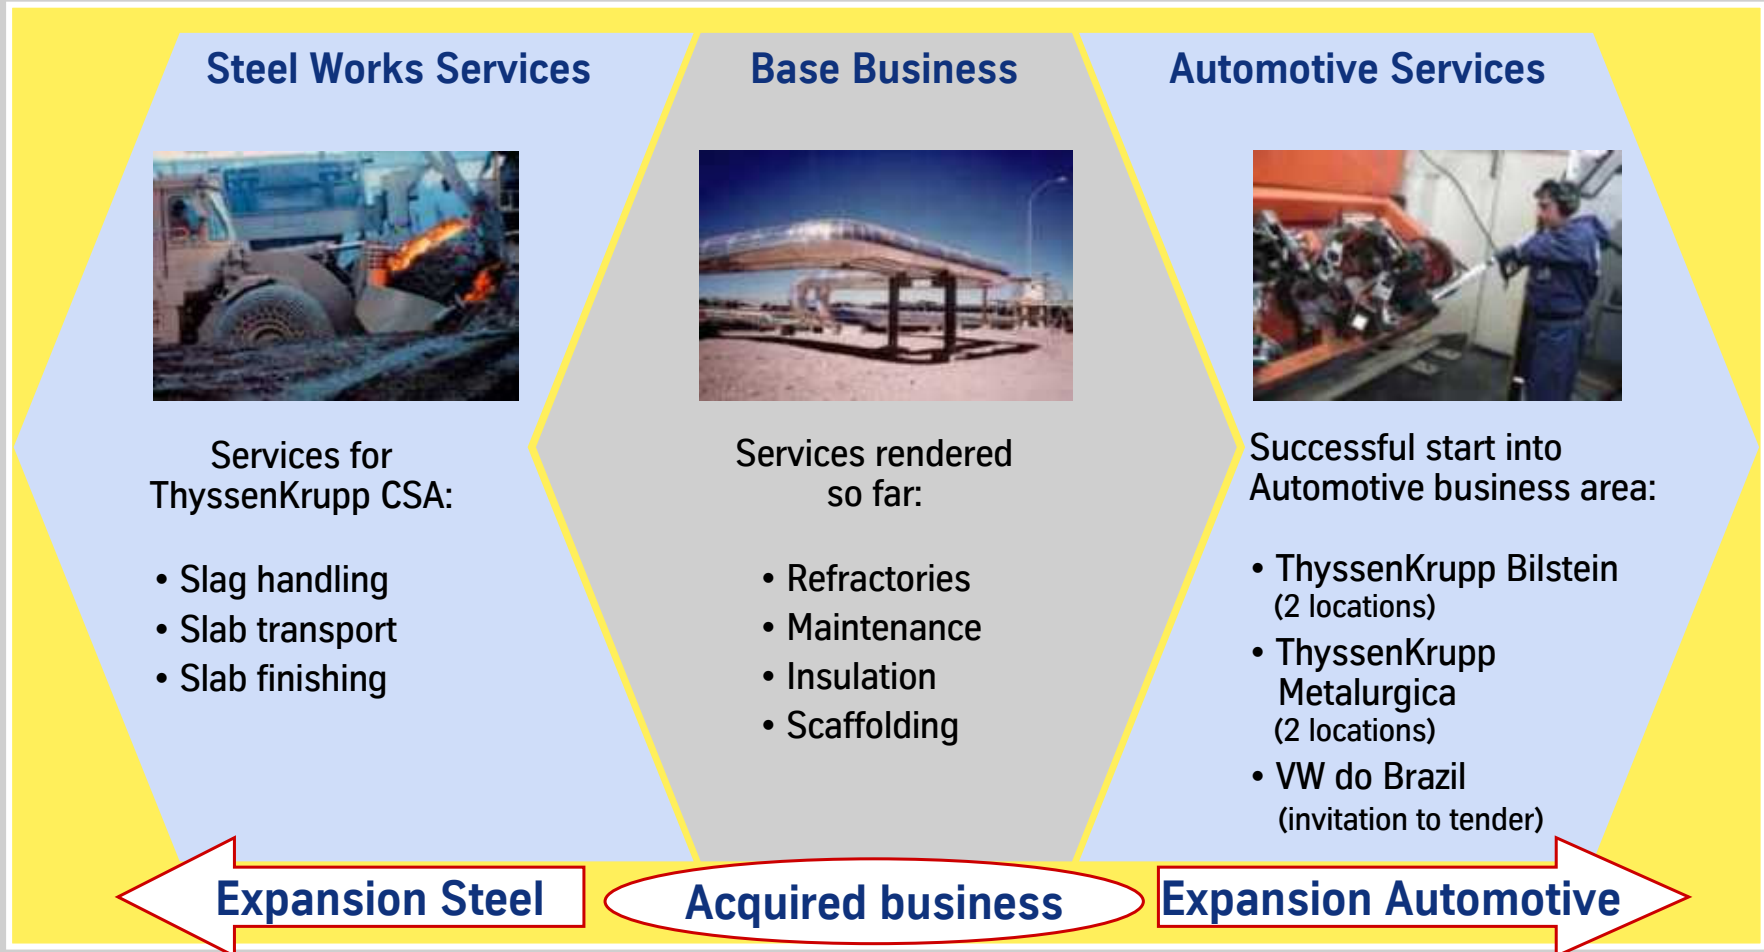 Steel Works Services
Services for
ThyssenKrupp CSA:
• Slag handling
• Slab transport
• Slab finishing
Expansion Steel
Base Business
Services rendered
so far:
• Refractories
• Maintenance
• Insulation
• Scaffolding
Acquired business
Automotive Services
Successful start into
Automotive business area:
• ThyssenKrupp Bilstein
(2 locations)
• ThyssenKrupp
Metalurgica
(2 locations)
• VW do Brazil
(invitation to tender)
Expansion Automotive